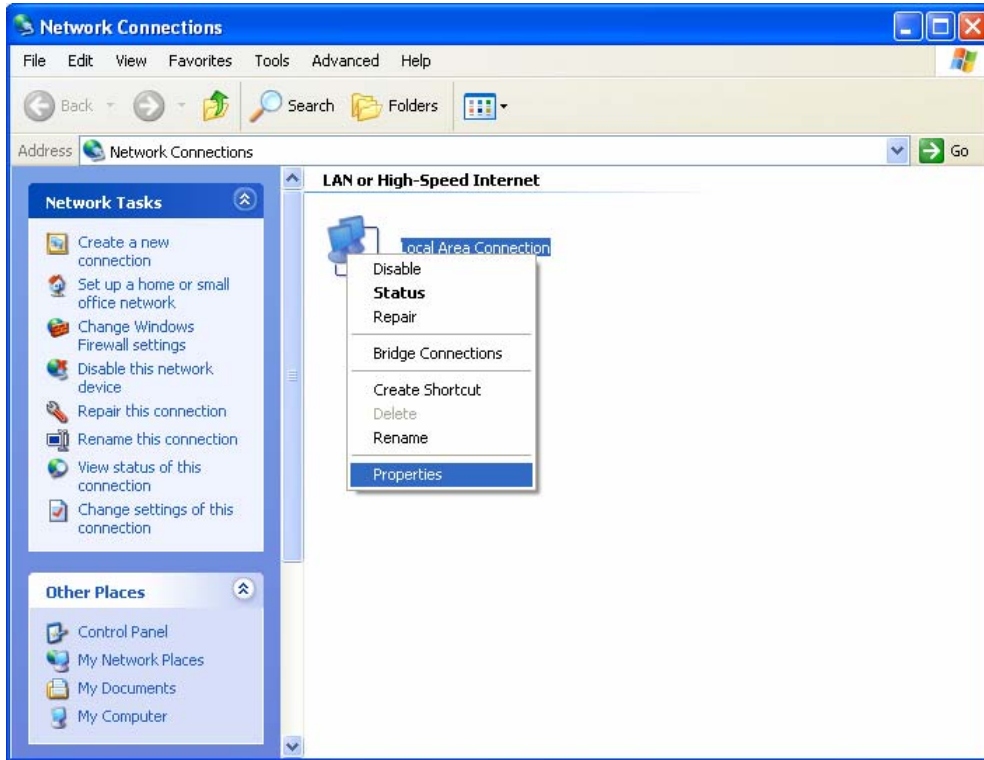 Network Connections
File Edit View Favorites Tools Advanced Help
Back Search Folders
Address Network Connections Go
Network Tasks
Create a new
connection
Set up a home or small
office network
Change Windows
Firewall settings
Disable this network
device
Repair this connection
Rename this connection
View status of this
connection
Change settings of this
connection
Other Places
Control Panel
My Network Places
My Documents
My Computer
LAN or High-Speed Internet
Local Area Connection
Disable
Status
Repair
Bridge Connections
Create Shortcut
Delete
Rename
Properties